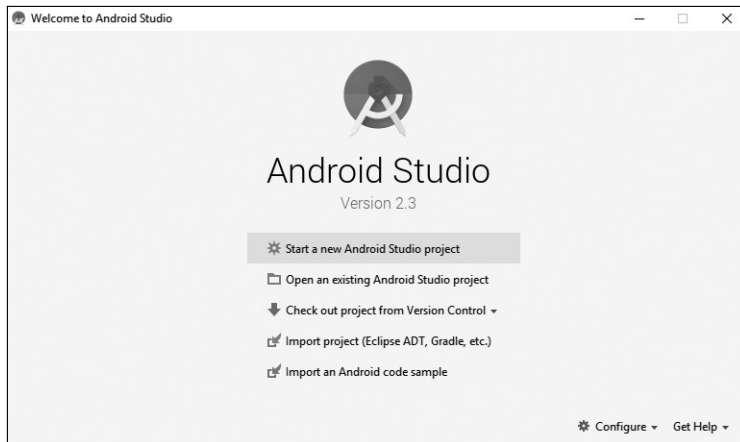 Welcome to Android Studio
Android Studio
Version 2.3
Start a new Android Studio project
Open an existing Android Studio project
Check out project from Version Control
Import project (Eclipse ADT, Gradle, etc.)
Import an Android code sample
Configure Get Help